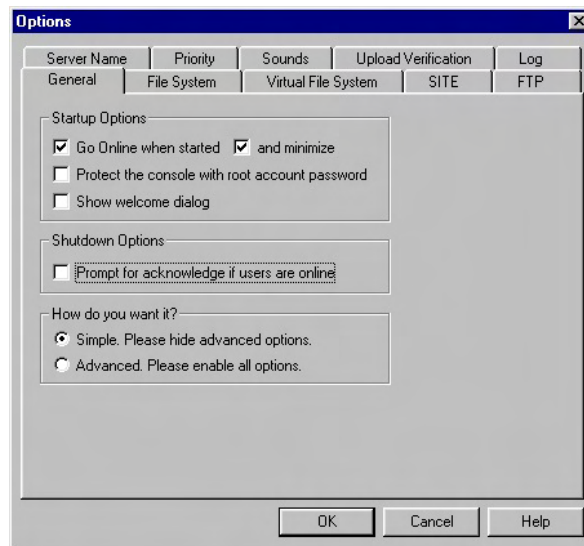 Options
Server Name Priority Sounds Upload Verification Log
General File System Virtual File System SITE FTP
Startup Options
Go Online when started and minimize
Protect the console with root account password
Show welcome dialog
Shutdown Options
Prompt for acknowledge if users are online
How do you want it?
Simple. Please hide advanced options.
Advanced. Please enable all options.
OK Cancel Help